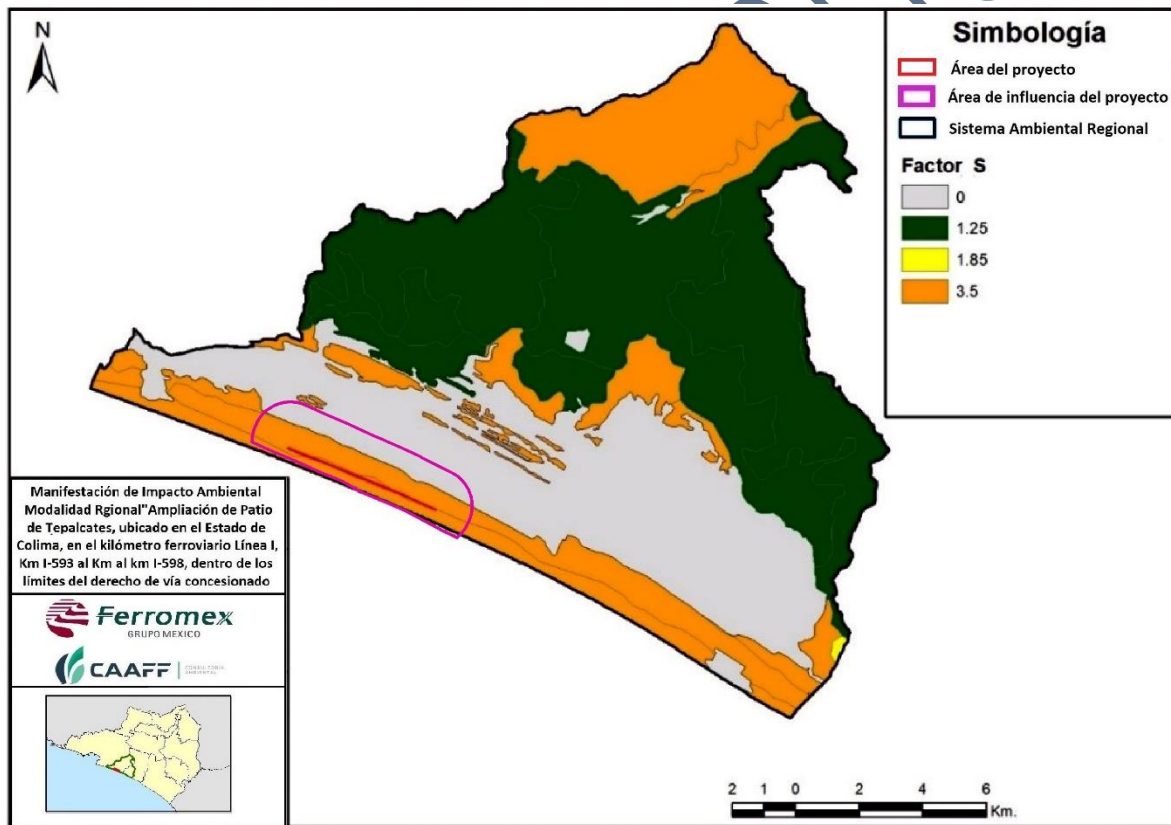 N
Simbología
Área del proyecto
Área de influencia del proyecto
Sistema Ambiental Regional
Factor S
0
1.25
1.85
3.5
Manifestación de Impacto Ambiental
Modalidad Rgional"Ampliación de Patio
de Tepalcates, ubicado en el Estado de
Colima, en el kilómetro ferroviario Línea I,
Km I-593 al Km al km I-598, dentro de los
límites del derecho de vía concesionado
Ferromex
GRUPO MEXICO
CAAFF CONSULTORÍA
AMBIENTAL
2 1 0 2 4 6
Km.